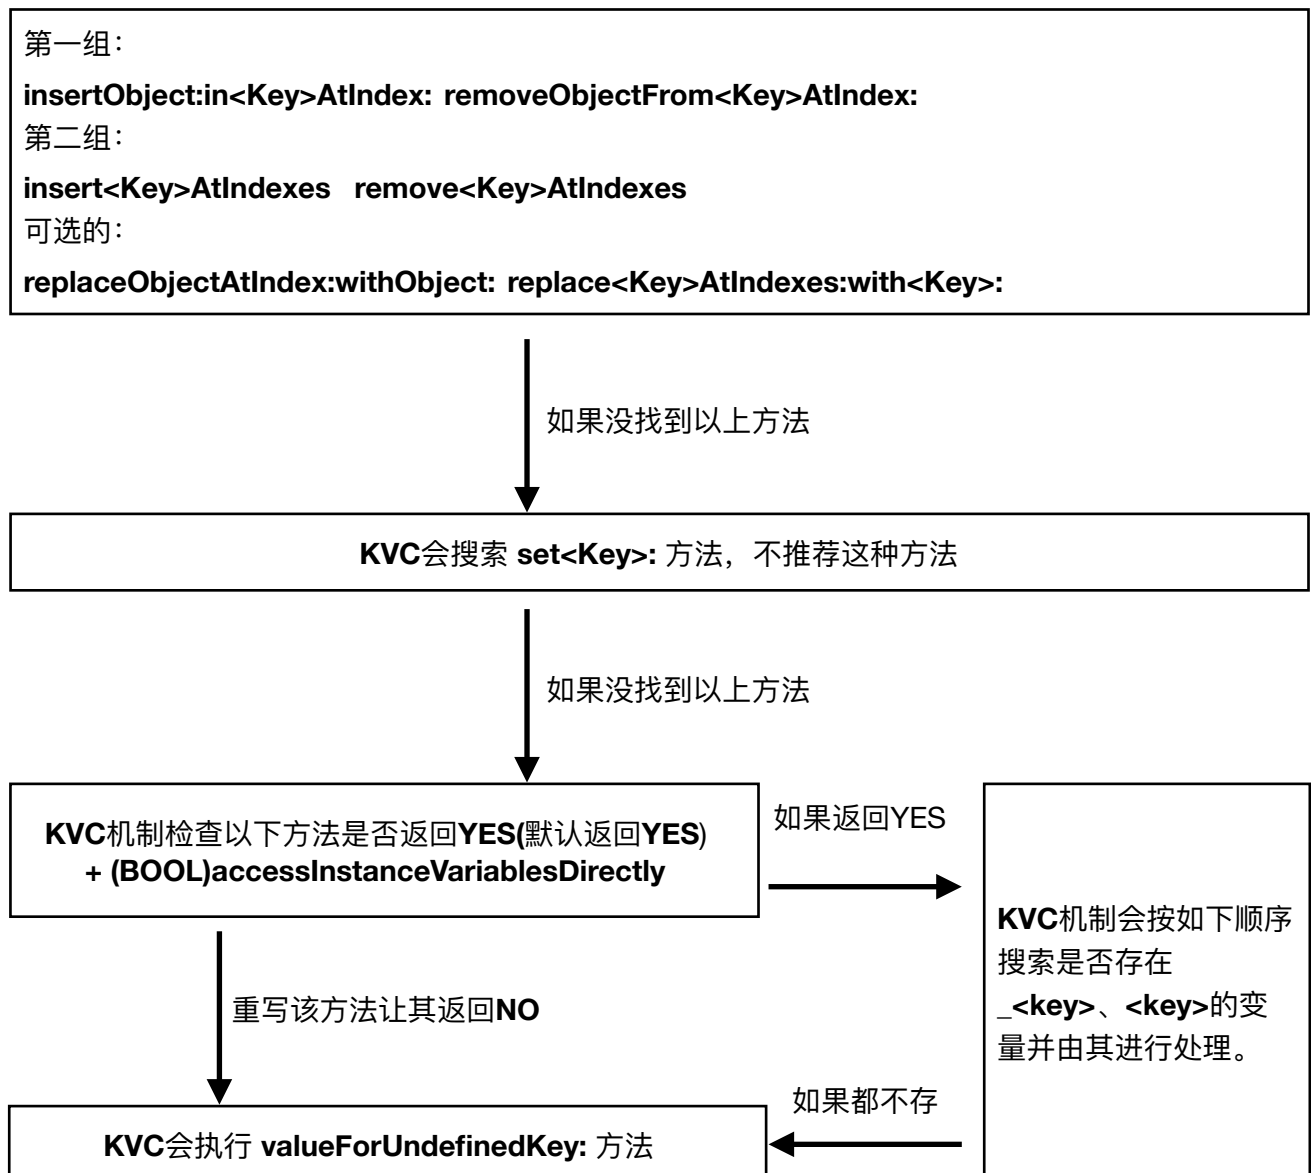 第一组：
insertObject:in<Key>AtIndex: removeObjectFrom<Key>AtIndex:
第二组：
insert<Key>AtIndexes remove<Key>AtIndexes
可选的：
replaceObjectAtIndex:withObject: replace<Key>AtIndexes:with<Key>:
如果没找到以上方法
KVC会搜索 set<Key>: 方法，不推荐这种方法
如果没找到以上方法
KVC机制检查以下方法是否返回YES(默认返回YES)
+ (BOOL)accessInstanceVariablesDirectly
如果返回YES
KVC机制会按如下顺序
搜索是否存在
_<key>、<key>的变
量并由其进行处理。
重写该方法让其返回NO
如果都不存
KVC会执行 valueForUndefinedKey: 方法